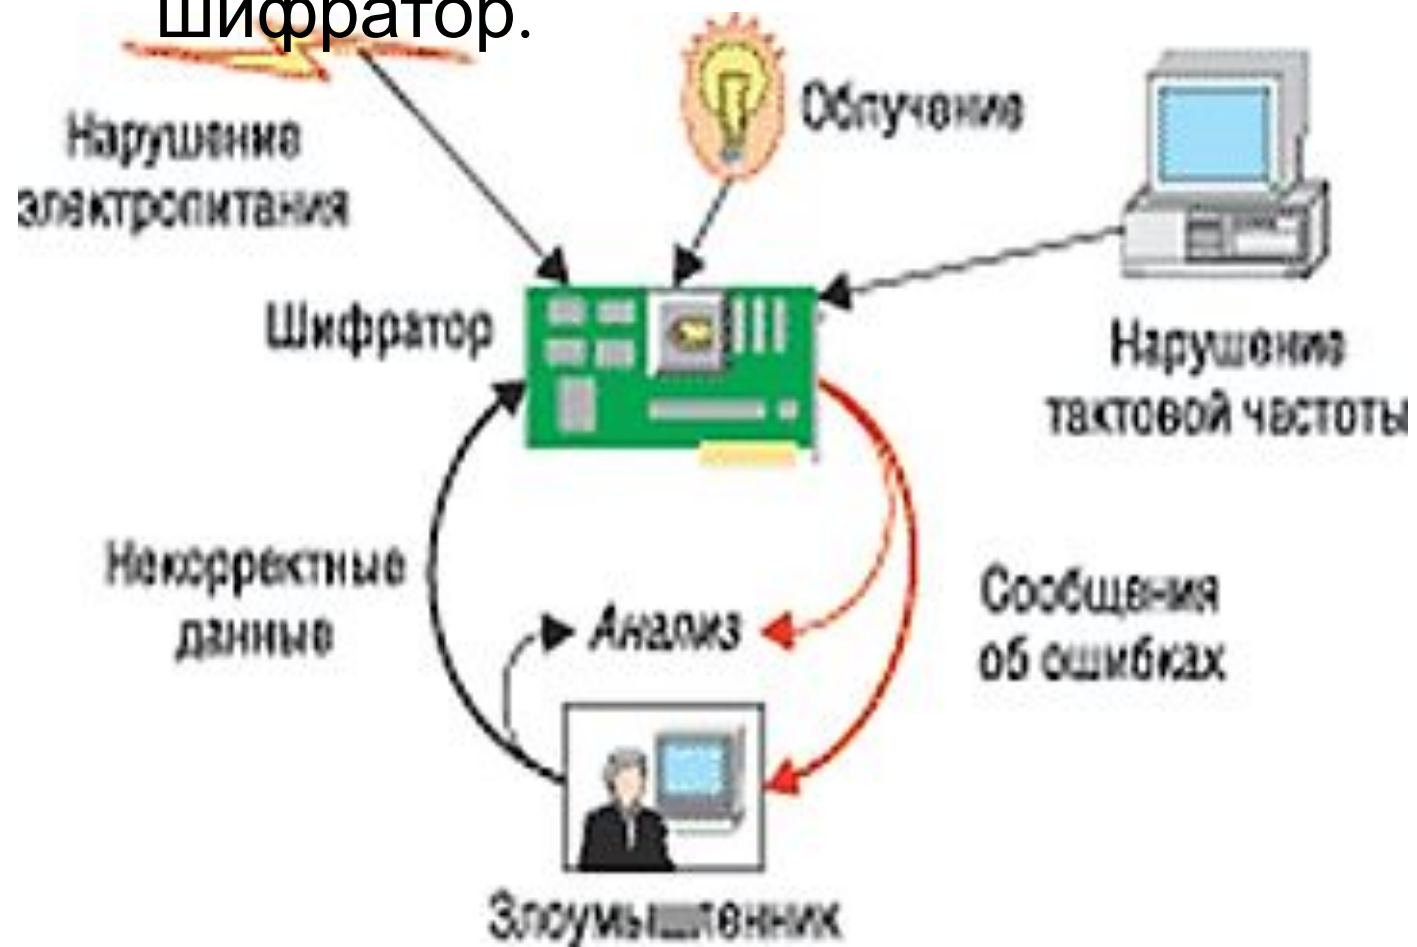 шифратор.
Нарушение
электропитания
Облучение
Шифратор
Нарушение
тактовой частоты
Некорректные
данные
Анализ
Сообщения
об ошибках
Злоумышленник